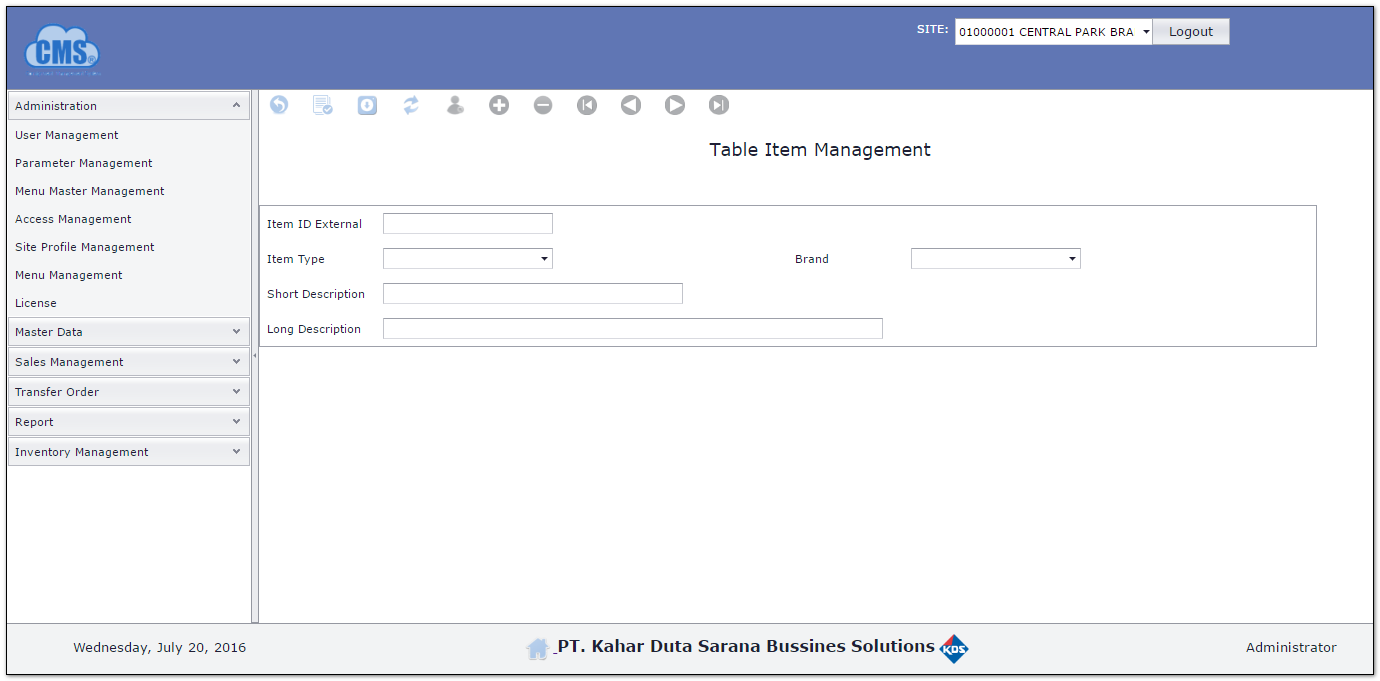 CMS®
SITE: 01000001 CENTRAL PARK BRA Logout
Administration
User Management
Parameter Management
Menu Master Management
Access Management
Site Profile Management
Menu Management
License
Master Data
Sales Management
Transfer Order
Report
Inventory Management
Table Item Management
Item ID External
Item Type Brand
Short Description
Long Description
Wednesday, July 20, 2016
PT. Kahar Duta Sarana Bussines Solutions
KDS
Administrator